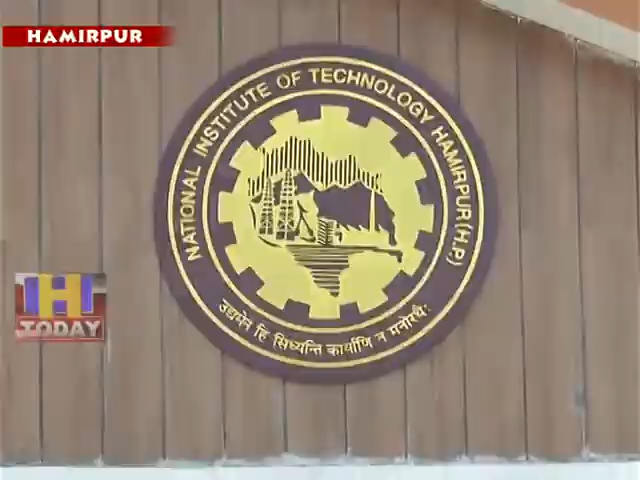 HAMIRPUR
NATIONAL INSTITUTE OF TECHNOLOGY HAMIRPUR(H.P)
उद्यमेन हि सिध्यन्ति कार्याणि न मनोरथैः
H
TODAY